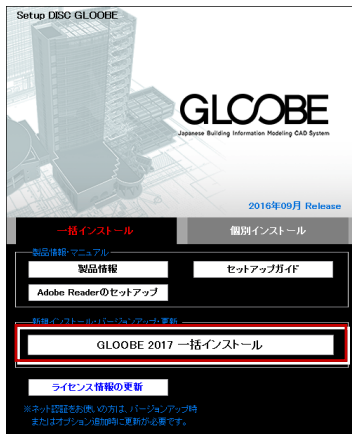 Setup DISC GLOOBE
GLOOBE
Japanese Building Information Modeling CAD System
2016年09月 Release
一括インストール
個別インストール
製品情報・マニュアル
製品情報
セットアップガイド
Adobe Readerのセットアップ
新規インストール・バージョンアップ・更新
GLOOBE 2017 一括インストール
ライセンス情報の更新
※ネット認証をお使いの方は、バージョンアップ時
またはオプション追加時に更新が必要です。